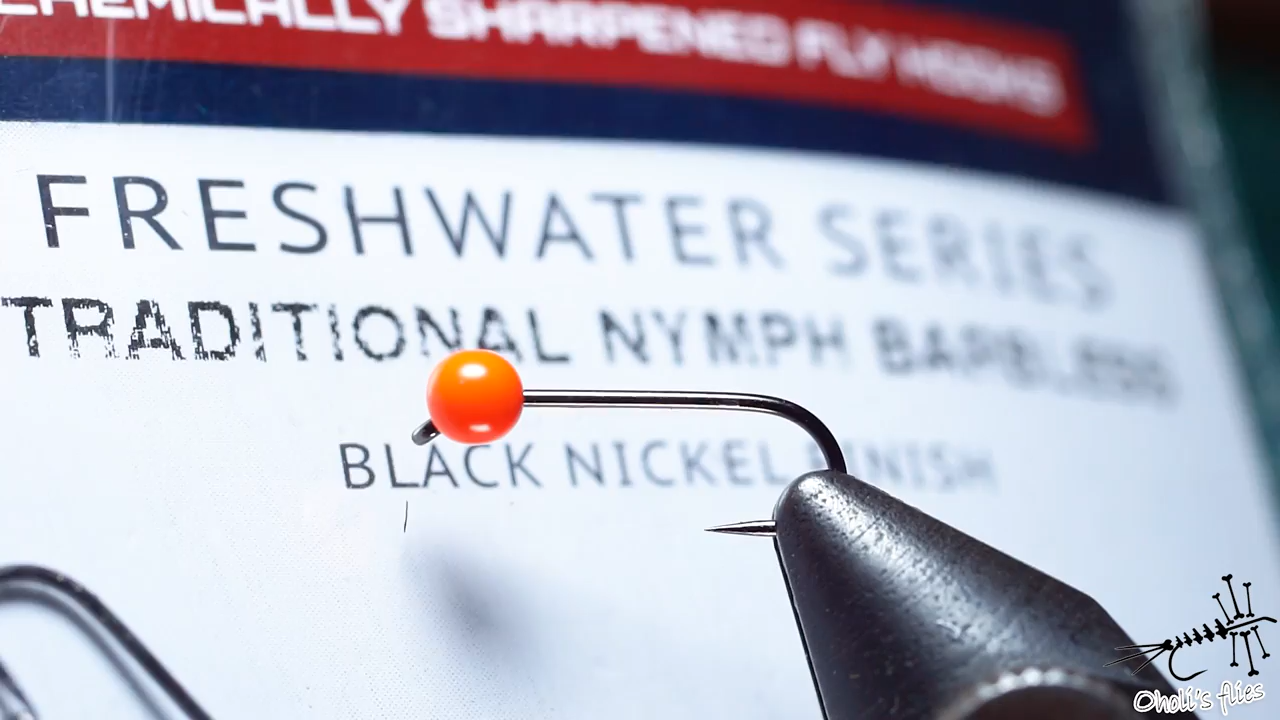 CHEMICALLY SHARPENED FLY HOOKS
FRESHWATER SERIES
TRADITIONAL NYMPH BARBLESS
BLACK NICKEL FINISH
Oholi's flies